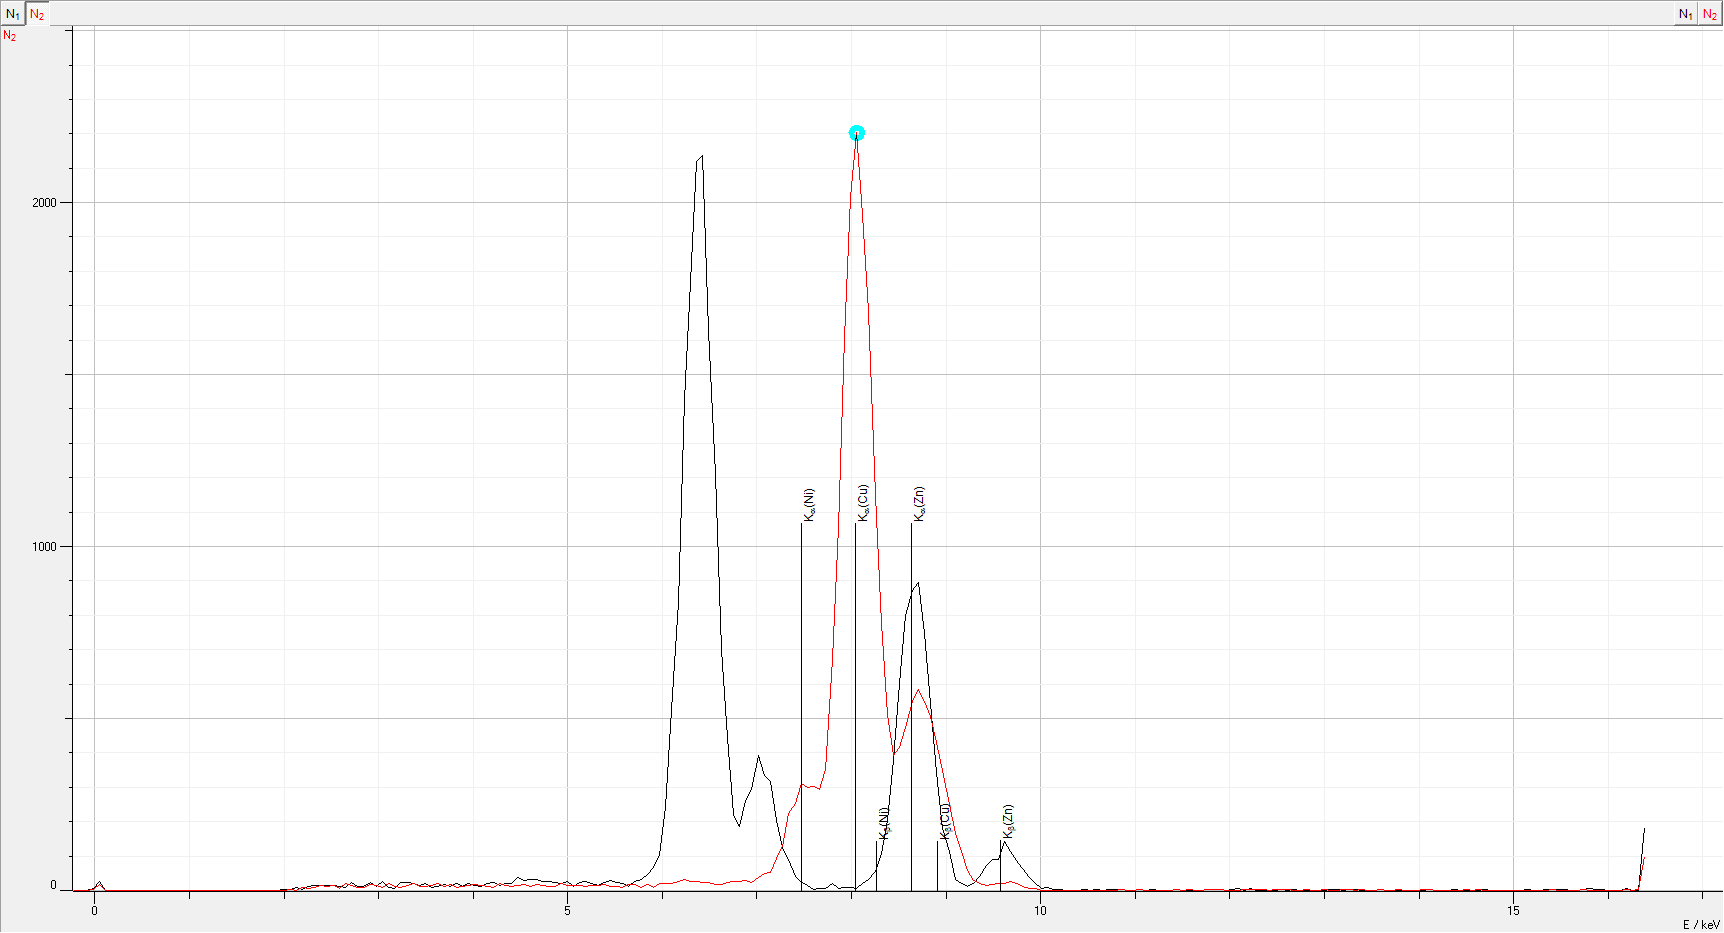 N₁ N₂ N₁ N₂
N₂
2000
1000
0
Kα(Ni) Kα(Cu) Kα(Zn)
Kβ(Ni) Kβ(Cu) Kβ(Zn)
0 5 10 15
E / keV